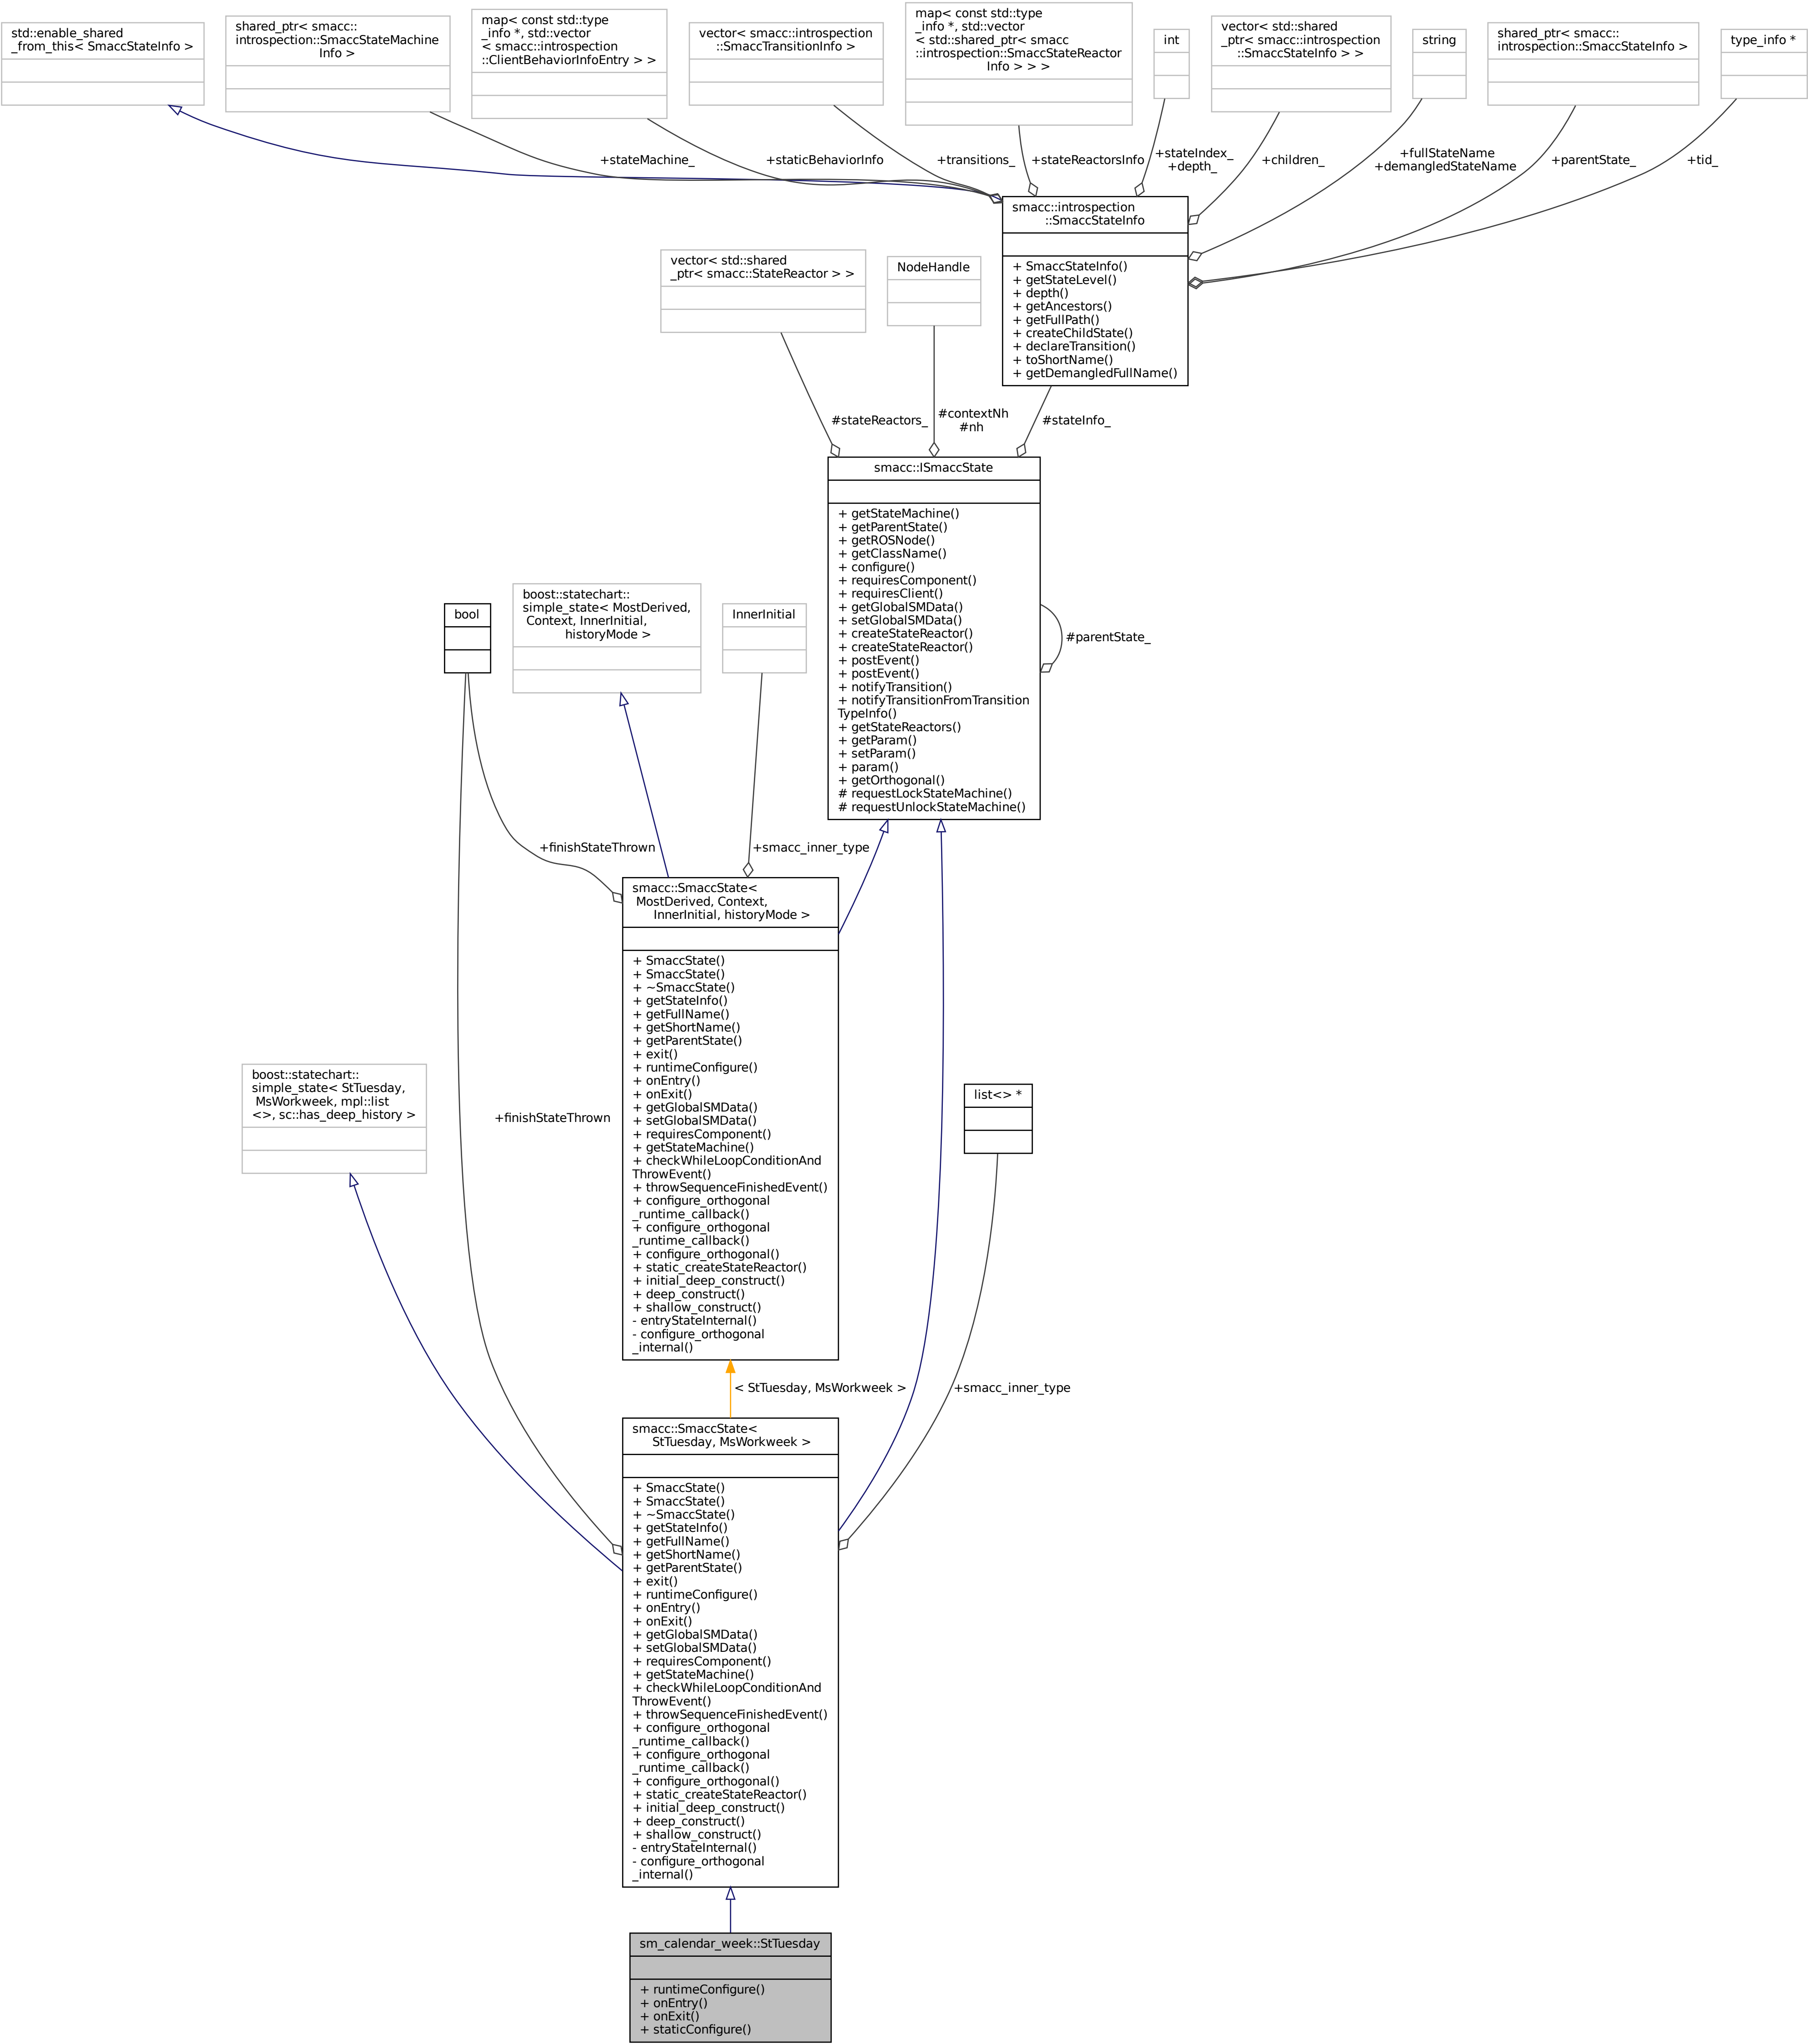 std::enable_shared
_from_this< SmaccStateInfo >
shared_ptr< smacc::
introspection::SmaccStateMachine
Info >
map< const std::type
_info *, std::vector
< smacc::introspection
::ClientBehaviorInfoEntry > >
vector< smacc::introspection
::SmaccTransitionInfo >
map< const std::type
_info *, std::vector
< std::shared_ptr< smacc
::introspection::SmaccStateReactor
Info > > >
int
vector< std::shared
_ptr< smacc::introspection
::SmaccStateInfo > >
string
shared_ptr< smacc::
introspection::SmaccStateInfo >
type_info *
+stateMachine_
+staticBehaviorInfo
+transitions_
+stateReactorsInfo
+stateIndex_
+depth_
+children_
+fullStateName
+demangledStateName
+parentState_
+tid_
smacc::introspection
::SmaccStateInfo
+ SmaccStateInfo()
+ getStateLevel()
+ depth()
+ getAncestors()
+ getFullPath()
+ createChildState()
+ declareTransition()
+ toShortName()
+ getDemangledFullName()
vector< std::shared
_ptr< smacc::StateReactor > >
NodeHandle
#stateReactors_
#contextNh
#nh
#stateInfo_
smacc::ISmaccState
+ getStateMachine()
+ getParentState()
+ getROSNode()
+ getClassName()
+ configure()
+ requiresComponent()
+ requiresClient()
+ getGlobalSMData()
+ setGlobalSMData()
+ createStateReactor()
+ createStateReactor()
+ postEvent()
+ postEvent()
+ notifyTransition()
+ notifyTransitionFromTransition
TypeInfo()
+ getStateReactors()
+ getParam()
+ setParam()
+ param()
+ getOrthogonal()
# requestLockStateMachine()
# requestUnlockStateMachine()
#parentState_
bool
boost::statechart::
simple_state< MostDerived,
Context, InnerInitial,
historyMode >
InnerInitial
+finishStateThrown
+smacc_inner_type
smacc::SmaccState<
MostDerived, Context,
InnerInitial, historyMode >
+ SmaccState()
+ SmaccState()
+ ~SmaccState()
+ getStateInfo()
+ getFullName()
+ getShortName()
+ getParentState()
+ exit()
+ runtimeConfigure()
+ onEntry()
+ onExit()
+ getGlobalSMData()
+ setGlobalSMData()
+ requiresComponent()
+ getStateMachine()
+ checkWhileLoopConditionAnd
ThrowEvent()
+ throwSequenceFinishedEvent()
+ configure_orthogonal
_runtime_callback()
+ configure_orthogonal
_runtime_callback()
+ configure_orthogonal()
+ static_createStateReactor()
+ initial_deep_construct()
+ deep_construct()
+ shallow_construct()
- entryStateInternal()
- configure_orthogonal
_internal()
boost::statechart::
simple_state< StTuesday,
MsWorkweek, mpl::list
<>, sc::has_deep_history >
+finishStateThrown
list<> *
< StTuesday, MsWorkweek >
+smacc_inner_type
smacc::SmaccState<
StTuesday, MsWorkweek >
+ SmaccState()
+ SmaccState()
+ ~SmaccState()
+ getStateInfo()
+ getFullName()
+ getShortName()
+ getParentState()
+ exit()
+ runtimeConfigure()
+ onEntry()
+ onExit()
+ getGlobalSMData()
+ setGlobalSMData()
+ requiresComponent()
+ getStateMachine()
+ checkWhileLoopConditionAnd
ThrowEvent()
+ throwSequenceFinishedEvent()
+ configure_orthogonal
_runtime_callback()
+ configure_orthogonal
_runtime_callback()
+ configure_orthogonal()
+ static_createStateReactor()
+ initial_deep_construct()
+ deep_construct()
+ shallow_construct()
- entryStateInternal()
- configure_orthogonal
_internal()
sm_calendar_week::StTuesday
+ runtimeConfigure()
+ onEntry()
+ onExit()
+ staticConfigure()